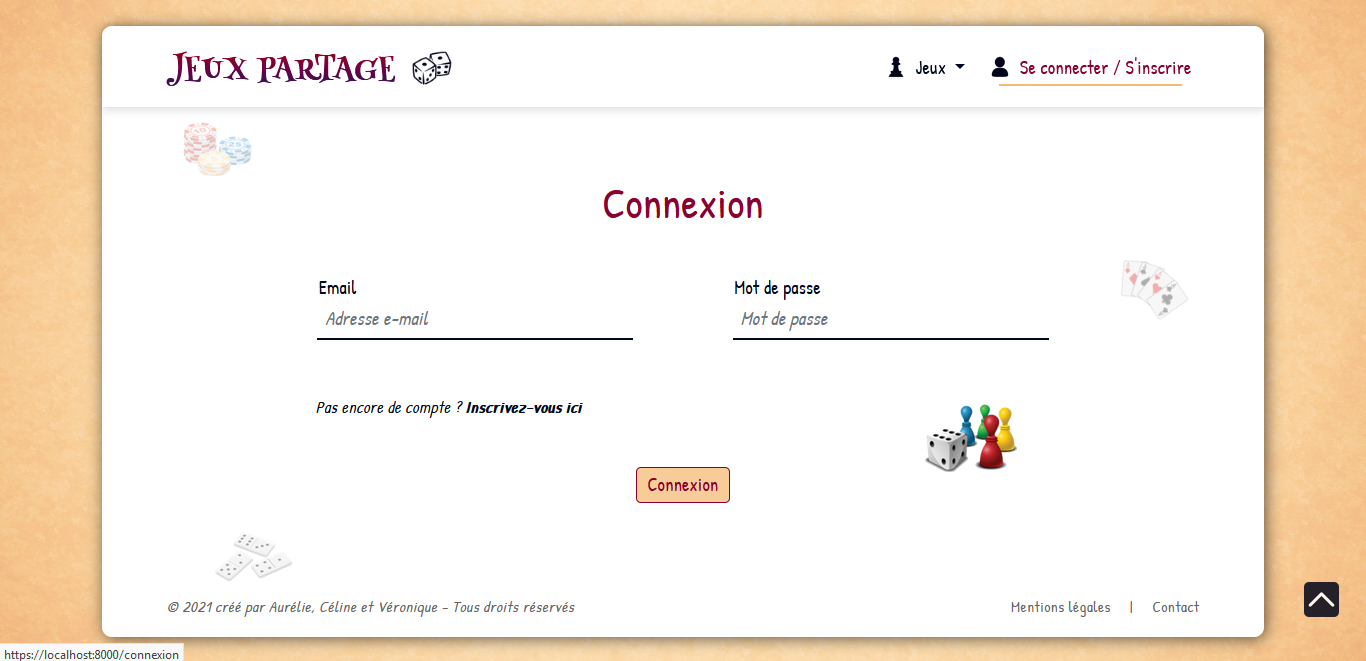 JEUX PARTAGE
Jeux
Se connecter / S'inscrire
Connexion
Email
Mot de passe
Adresse e-mail
Mot de passe
Pas encore de compte ? Inscrivez-vous ici
Connexion
© 2021 créé par Aurélie, Céline et Véronique - Tous droits réservés
Mentions légales | Contact
https://localhost:8000/connexion